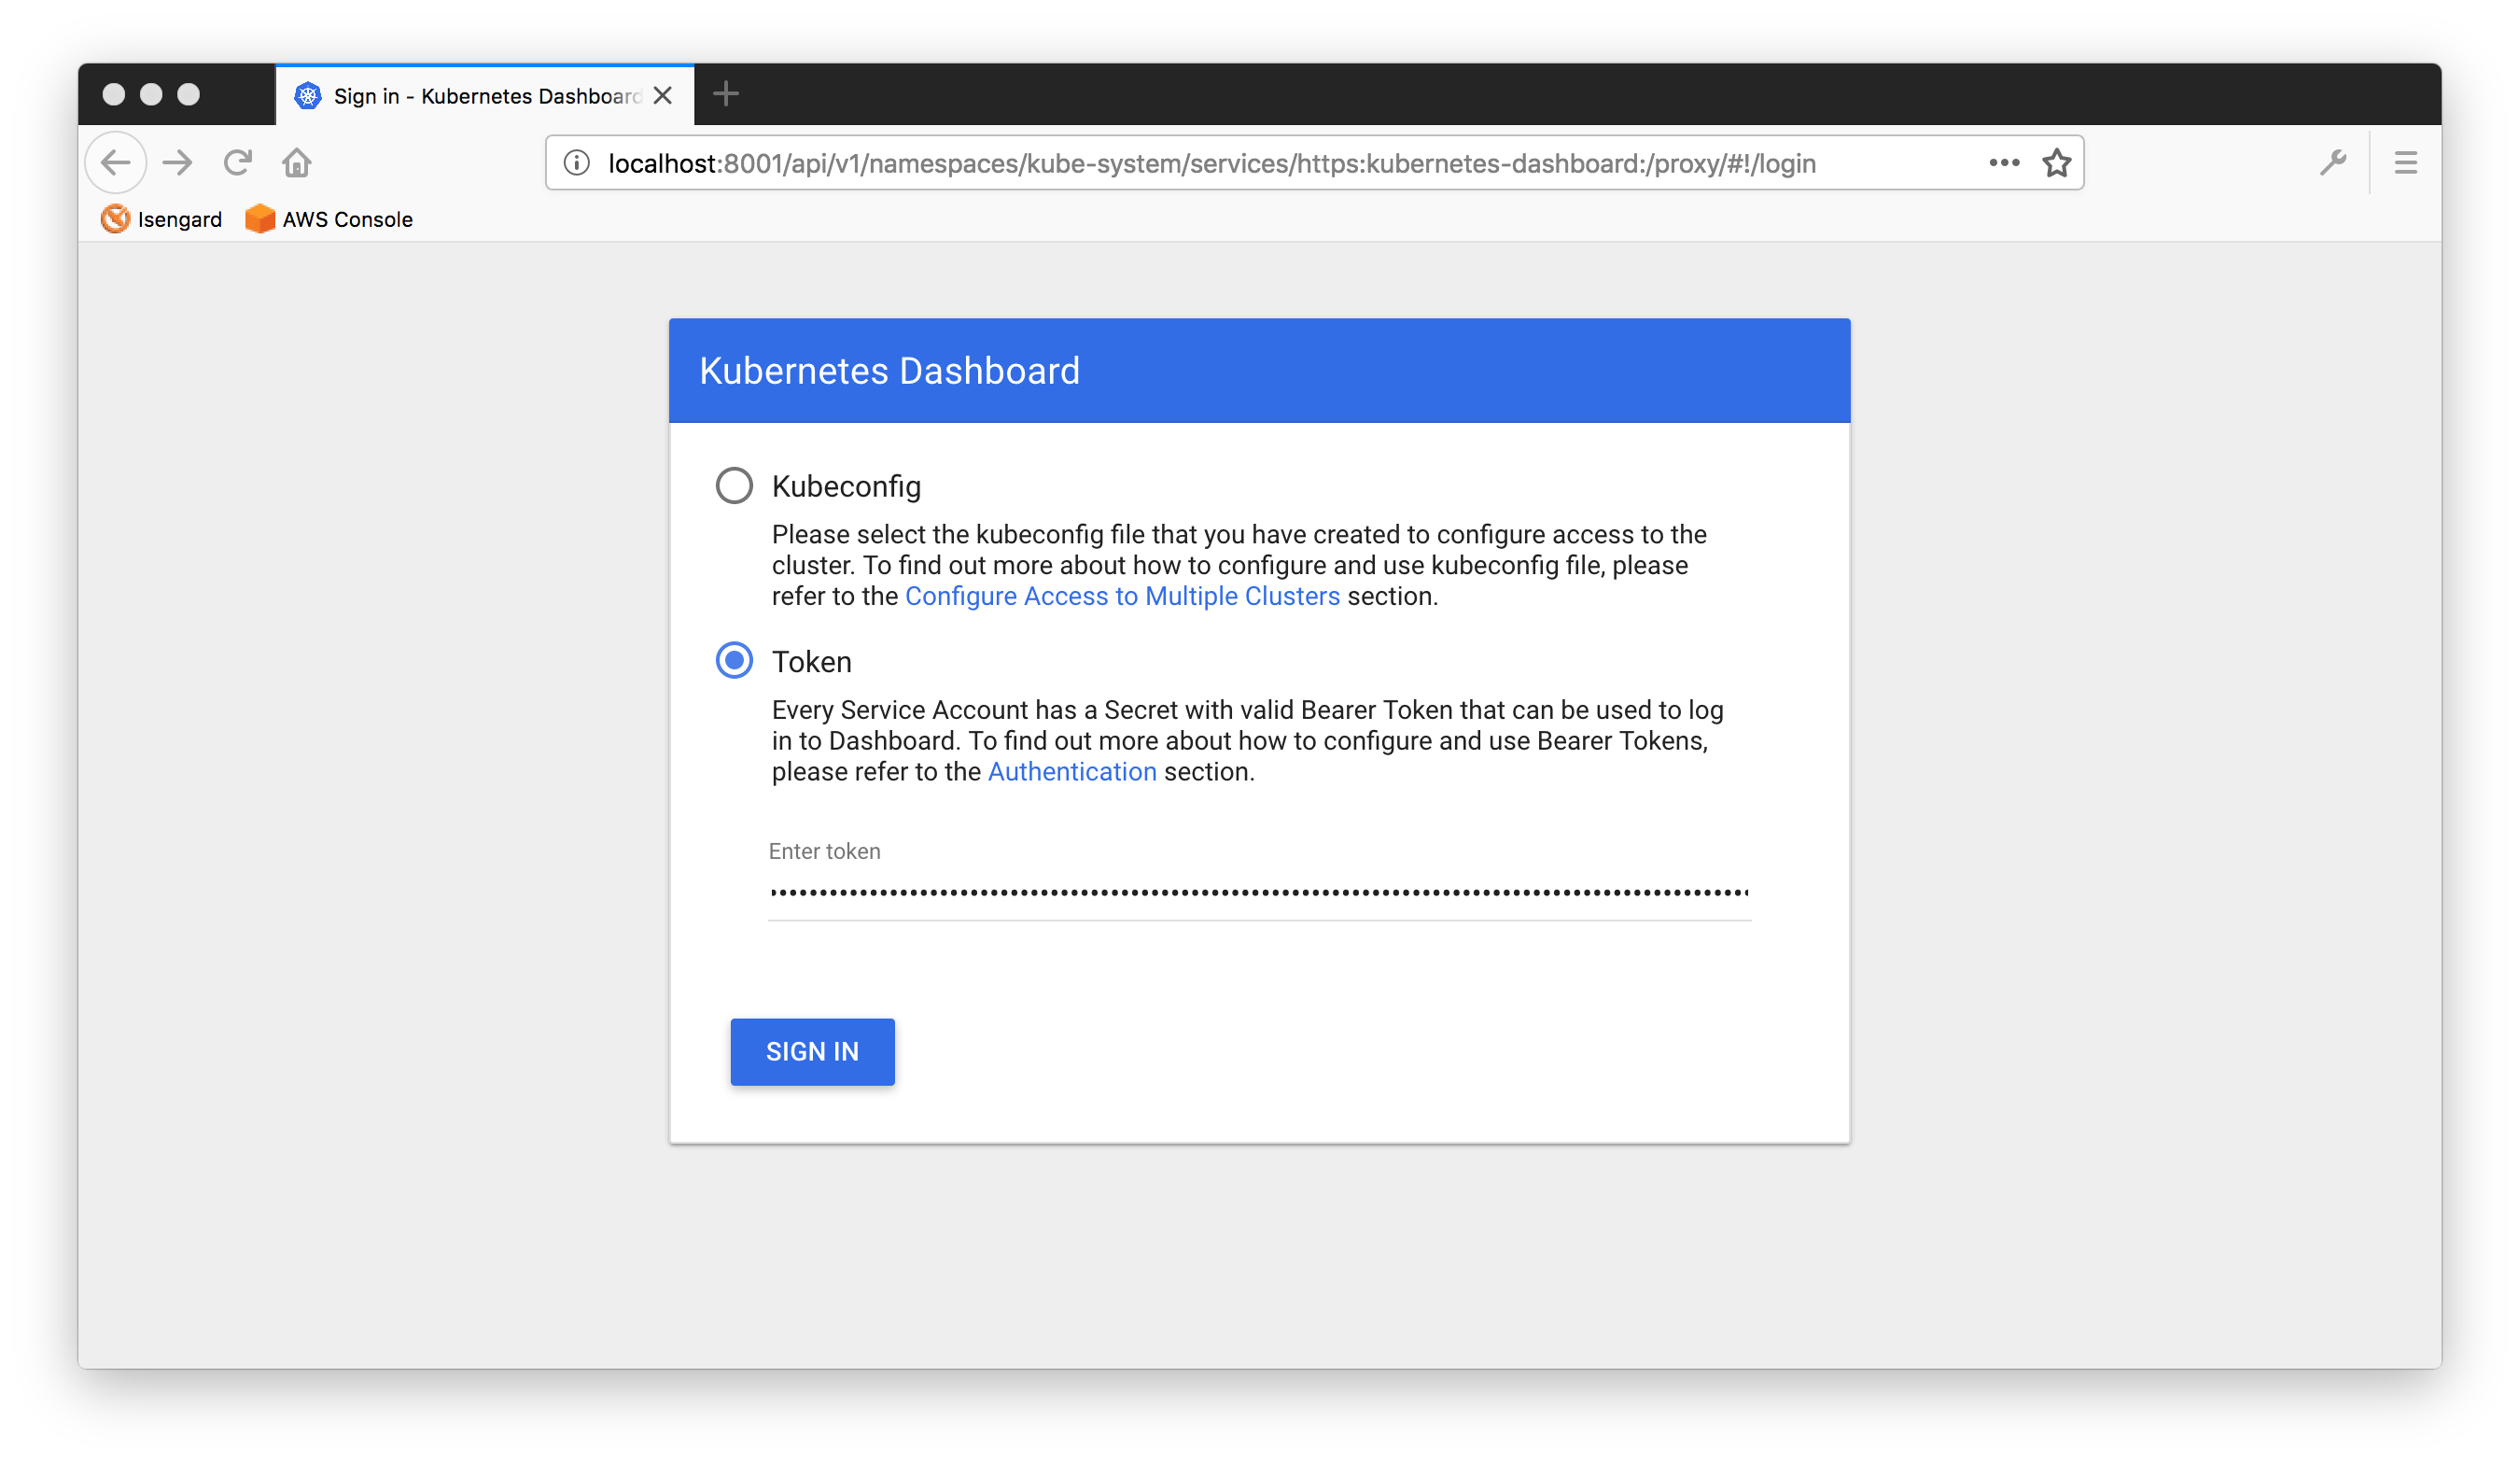 Sign in - Kubernetes Dashboard
localhost:8001/api/v1/namespaces/kube-system/services/https:kubernetes-dashboard:/proxy/#!/login
Isengard AWS Console
Kubernetes Dashboard
Kubeconfig
Please select the kubeconfig file that you have created to configure access to the
cluster. To find out more about how to configure and use kubeconfig file, please
refer to the Configure Access to Multiple Clusters section.
Token
Every Service Account has a Secret with valid Bearer Token that can be used to log
in to Dashboard. To find out more about how to configure and use Bearer Tokens,
please refer to the Authentication section.
Enter token
SIGN IN